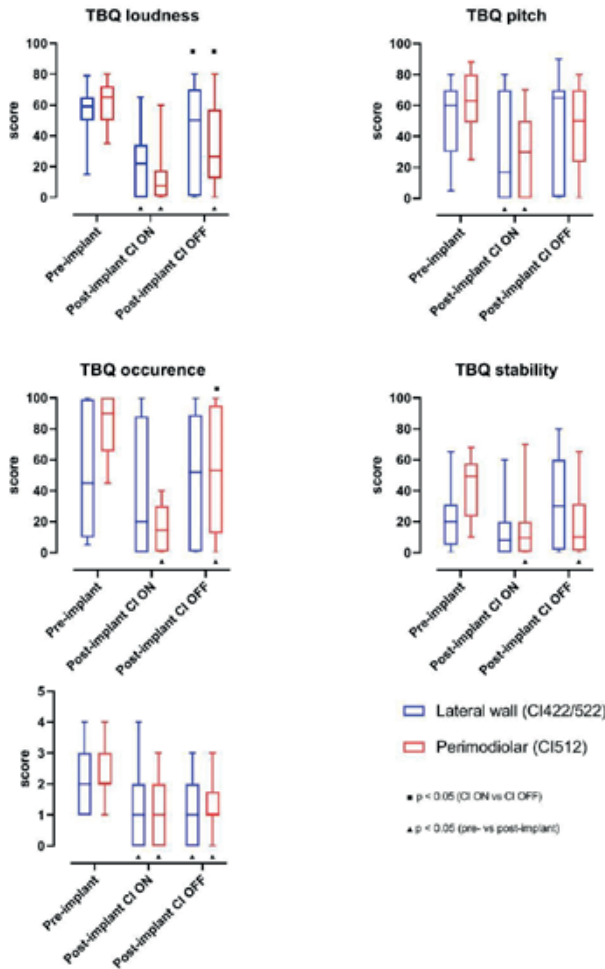 TBQ loudness
100
80
60
40
20
0
score
Pre-implant
Post-implant CI ON
Post-implant CI OFF
TBQ pitch
100
80
60
40
20
0
score
Pre-implant
Post-implant CI ON
Post-implant CI OFF
TBQ occurence
100
80
60
40
20
0
score
Pre-implant
Post-implant CI ON
Post-implant CI OFF
TBQ stability
100
80
60
40
20
0
score
Pre-implant
Post-implant CI ON
Post-implant CI OFF
5
4
3
2
1
0
score
Pre-implant
Post-implant CI ON
Post-implant CI OFF
Lateral wall (CI422/522)
Perimodiolar (CI512)
■ p < 0.05 (CI ON vs CI OFF)
▲ p < 0.05 (pre- vs post-implant)